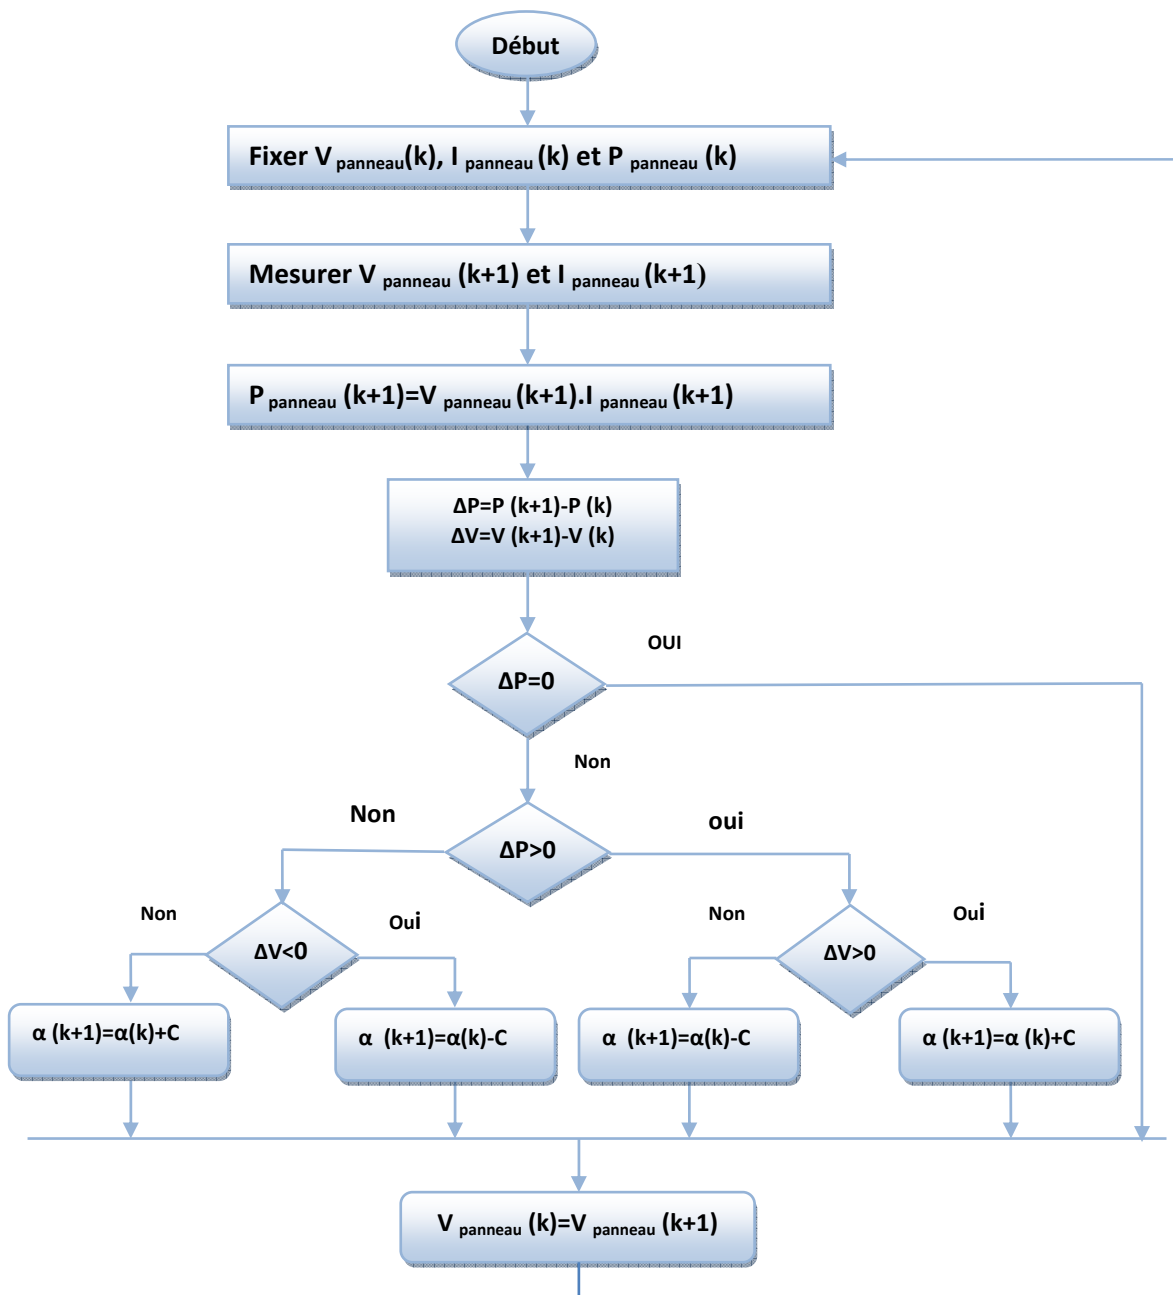 Début
Fixer V panneau(k), I panneau (k) et P panneau (k)
Mesurer V panneau (k+1) et I panneau (k+1)
P panneau (k+1)=V panneau (k+1).I panneau (k+1)
ΔP=P (k+1)-P (k)
ΔV=V (k+1)-V (k)
OUI
ΔP=0
Non
Non
oui
ΔP>0
Non
Oui
Non
Oui
ΔV<0
ΔV>0
α (k+1)=α(k)+C
α (k+1)=α(k)-C
α (k+1)=α(k)-C
α (k+1)=α (k)+C
V panneau (k)=V panneau (k+1)